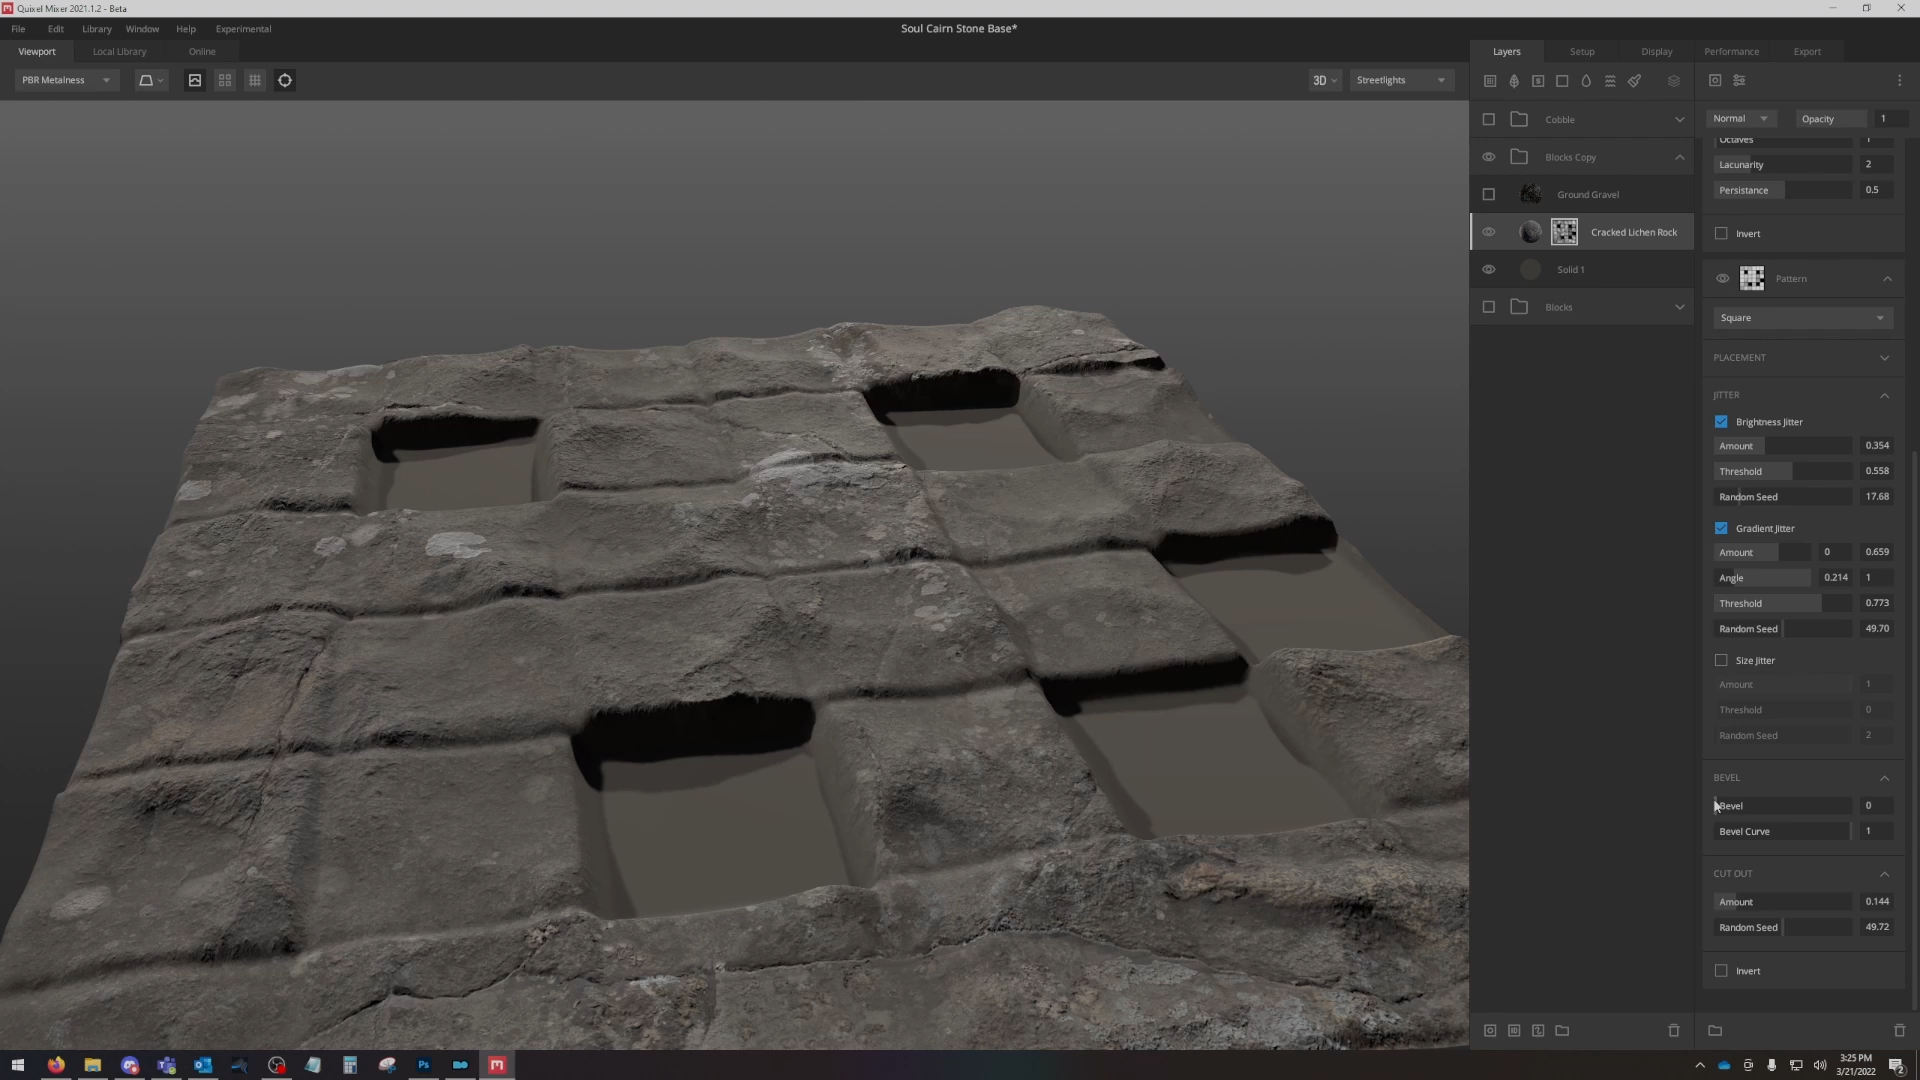 Quixel Mixer 2021.1.2 - Beta
File Edit Library Window Help Experimental
Soul Cairn Stone Base*
Viewport Local Library Online
Layers Setup Display Performance Export
PBR Metalness
3D Streetlights
Normal Opacity 1
Cobble
Blocks Copy
Ground Gravel
Cracked Lichen Rock
Solid 1
Blocks
Octaves 1
Lacunarity 2
Persistance 0.5
Invert
Pattern
Square
PLACEMENT
JITTER
Brightness Jitter
Amount 0.354
Threshold 0.558
Random Seed 17.68
Gradient Jitter
Amount 0 0.659
Angle 0.214 1
Threshold 0.773
Random Seed 49.70
Size Jitter
Amount 1
Threshold 0
Random Seed 2
BEVEL
Bevel 0
Bevel Curve 1
CUT OUT
Amount 0.144
Random Seed 49.72
Invert
Ps
3:25 PM
3/21/2022
2